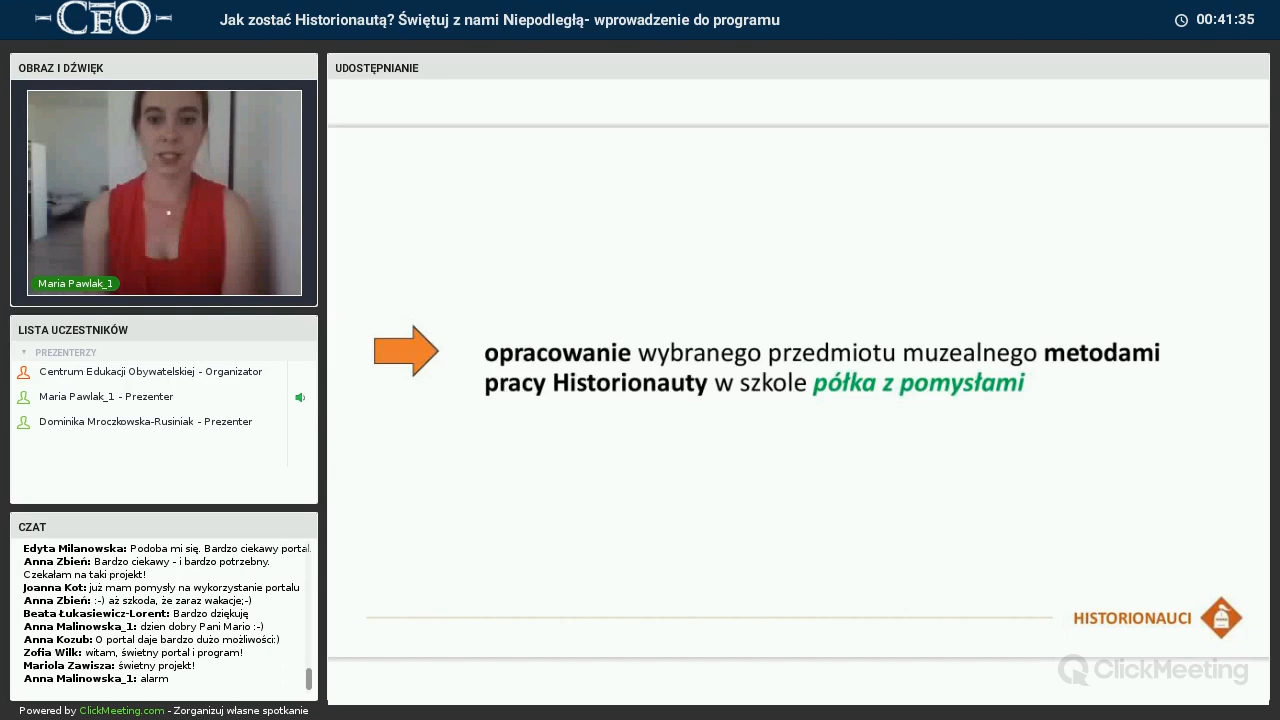 CEO
Jak zostać Historionautą? Świętuj z nami Niepodległą- wprowadzenie do programu
00:41:35
OBRAZ I DŹWIĘK
Maria Pawlak_1
LISTA UCZESTNIKÓW
PREZENTERZY
Centrum Edukacji Obywatelskiej - Organizator
Maria Pawlak_1 - Prezenter
Dominika Mroczkowska-Rusiniak - Prezenter
CZAT
Edyta Milanowska: Podoba mi się. Bardzo ciekawy portal.
Anna Zbień: Bardzo ciekawy - i bardzo potrzebny.
Czekałam na taki projekt!
Joanna Kot: już mam pomysły na wykorzystanie portalu
Anna Zbień: :-) aż szkoda, że zaraz wakacje;-)
Beata Łukasiewicz-Lorent: Bardzo dziękuję
Anna Malinowska_1: dzien dobry Pani Mario :-)
Anna Kozub: O portal daje bardzo dużo możliwości:)
Zofia Wilk: witam, świetny portal i program!
Mariola Zawisza: świetny projekt!
Anna Malinowska_1: alarm
Powered by ClickMeeting.com - Zorganizuj własne spotkanie
UDOSTĘPNIANIE
opracowanie wybranego przedmiotu muzealnego metodami
pracy Historionauty w szkole półka z pomysłami
HISTORIONAUCI
ClickMeeting